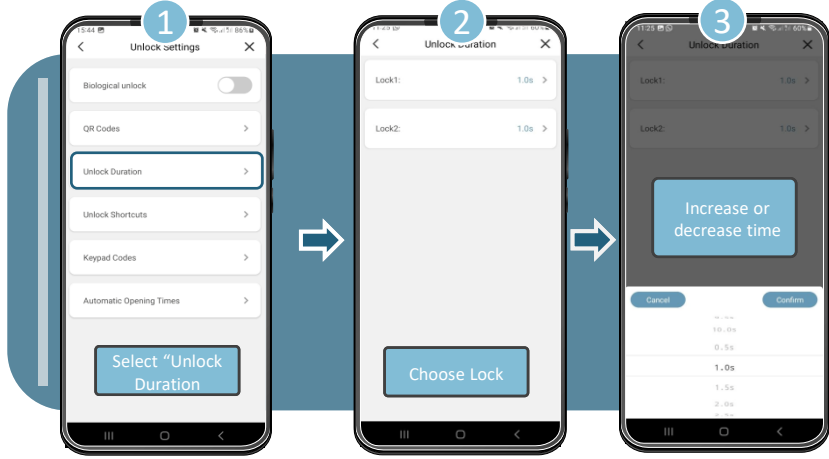 1
15:44
86%
Unlock Settings
Biological unlock
QR Codes
Unlock Duration
Unlock Shortcuts
Keypad Codes
Automatic Opening Times
Select “Unlock
Duration
2
Unlock Duration
Lock1:
1.0s
Lock2:
1.0s
Choose Lock
3
11:25
60%
Unlock Duration
Lock1:
1.0s
Lock2:
1.0s
Increase or
decrease time
Cancel
Confirm
10.0s
0.5s
1.0s
1.5s
2.0s